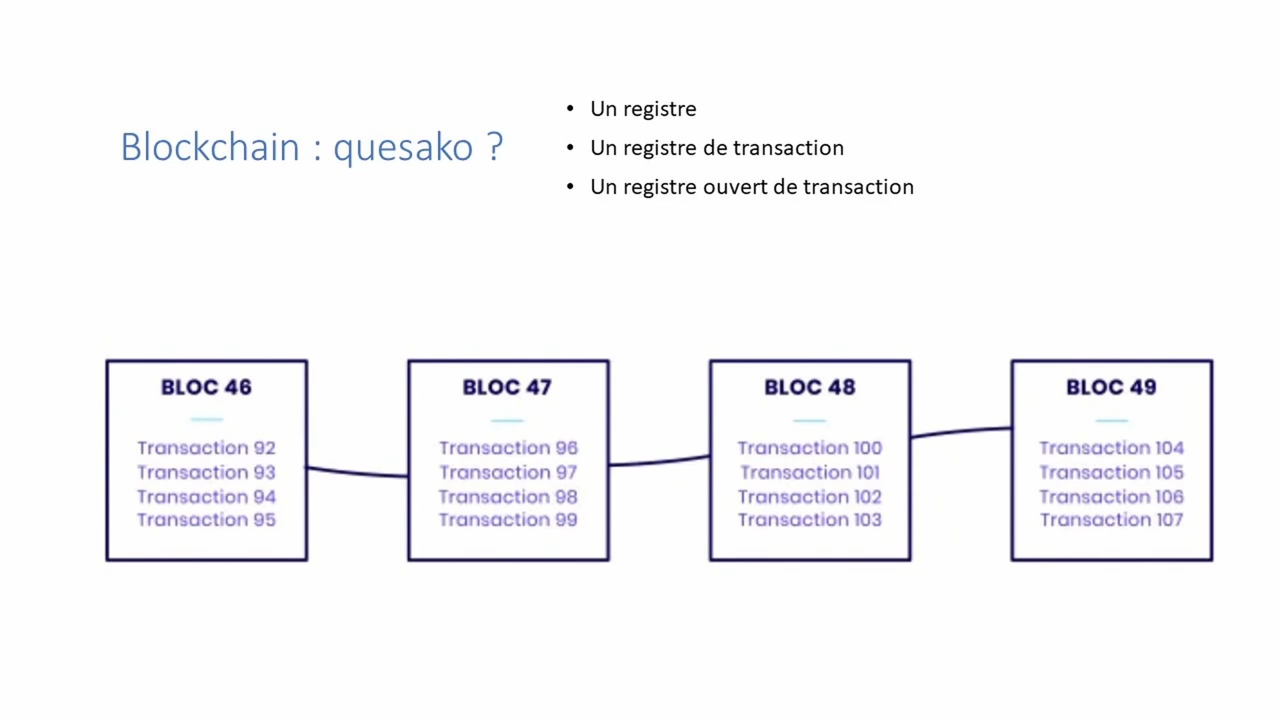 Blockchain : quesako ?
• Un registre
• Un registre de transaction
• Un registre ouvert de transaction
BLOC 46
Transaction 92
Transaction 93
Transaction 94
Transaction 95
BLOC 47
Transaction 96
Transaction 97
Transaction 98
Transaction 99
BLOC 48
Transaction 100
Transaction 101
Transaction 102
Transaction 103
BLOC 49
Transaction 104
Transaction 105
Transaction 106
Transaction 107